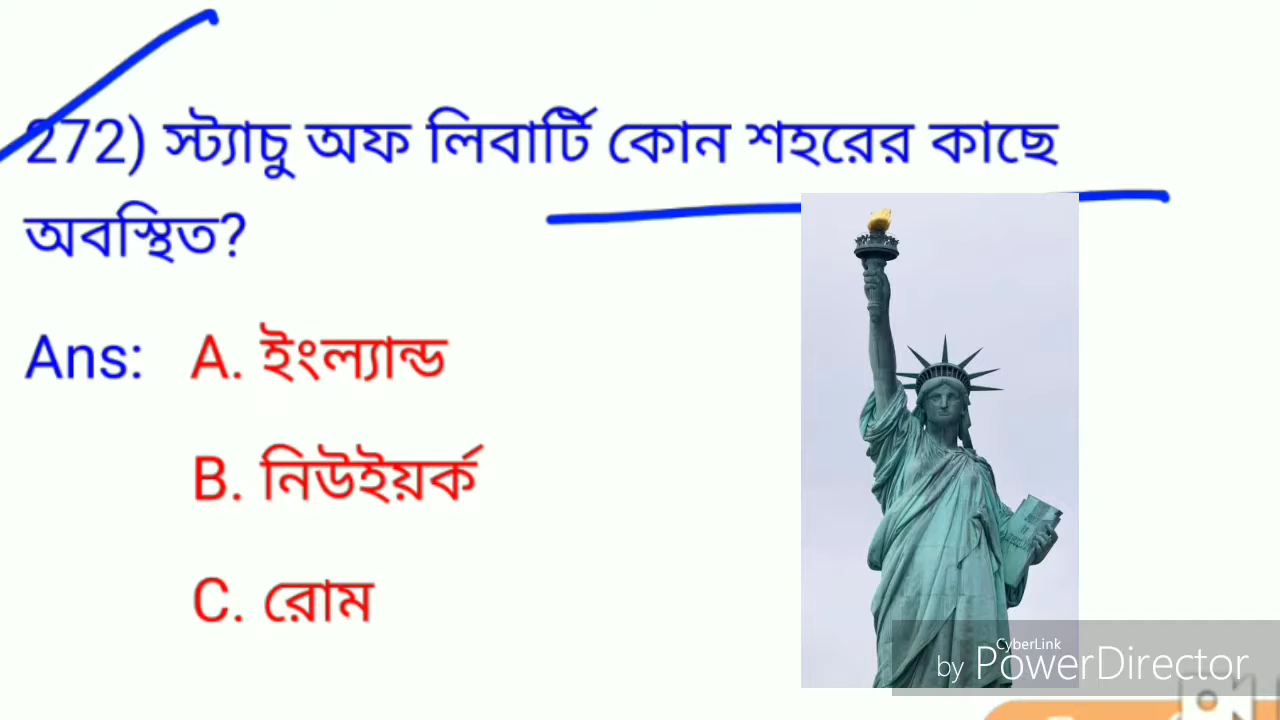 272) স্ট্যাচু অফ লিবার্টি কোন শহরের কাছে
অবস্থিত?
Ans: A. ইংল্যান্ড
B. নিউইয়র্ক
C. রোম
CyberLink
by PowerDirector